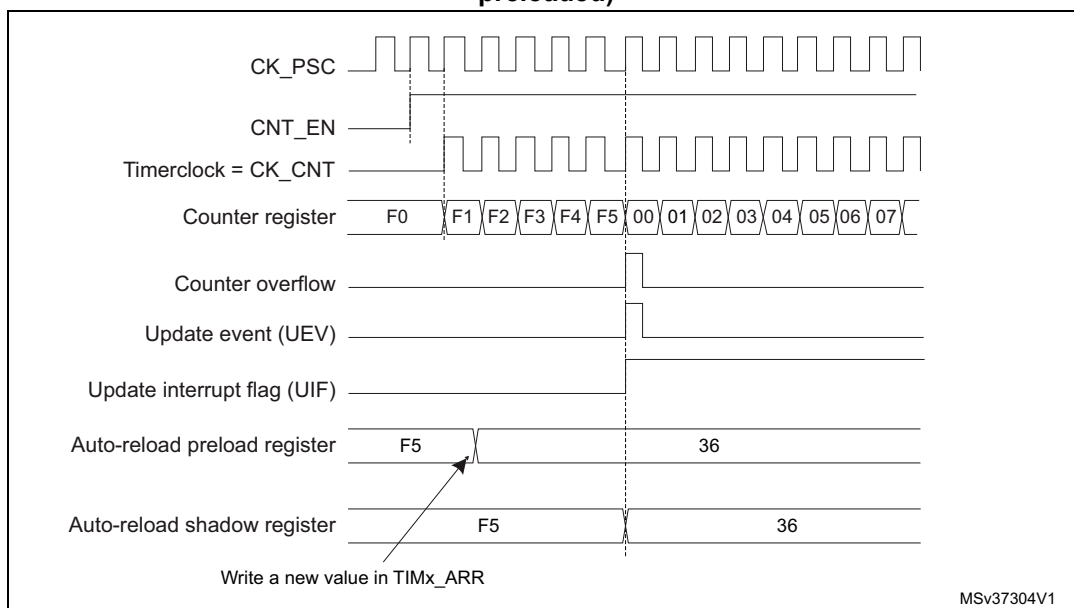 preloaded)
CK_PSC
CNT_EN
Timerclock = CK_CNT
Counter register F0 F1 F2 F3 F4 F5 00 01 02 03 04 05 06 07
Counter overflow
Update event (UEV)
Update interrupt flag (UIF)
Auto-reload preload register F5 36
Auto-reload shadow register F5 36
Write a new value in TIMx_ARR
MSv37304V1